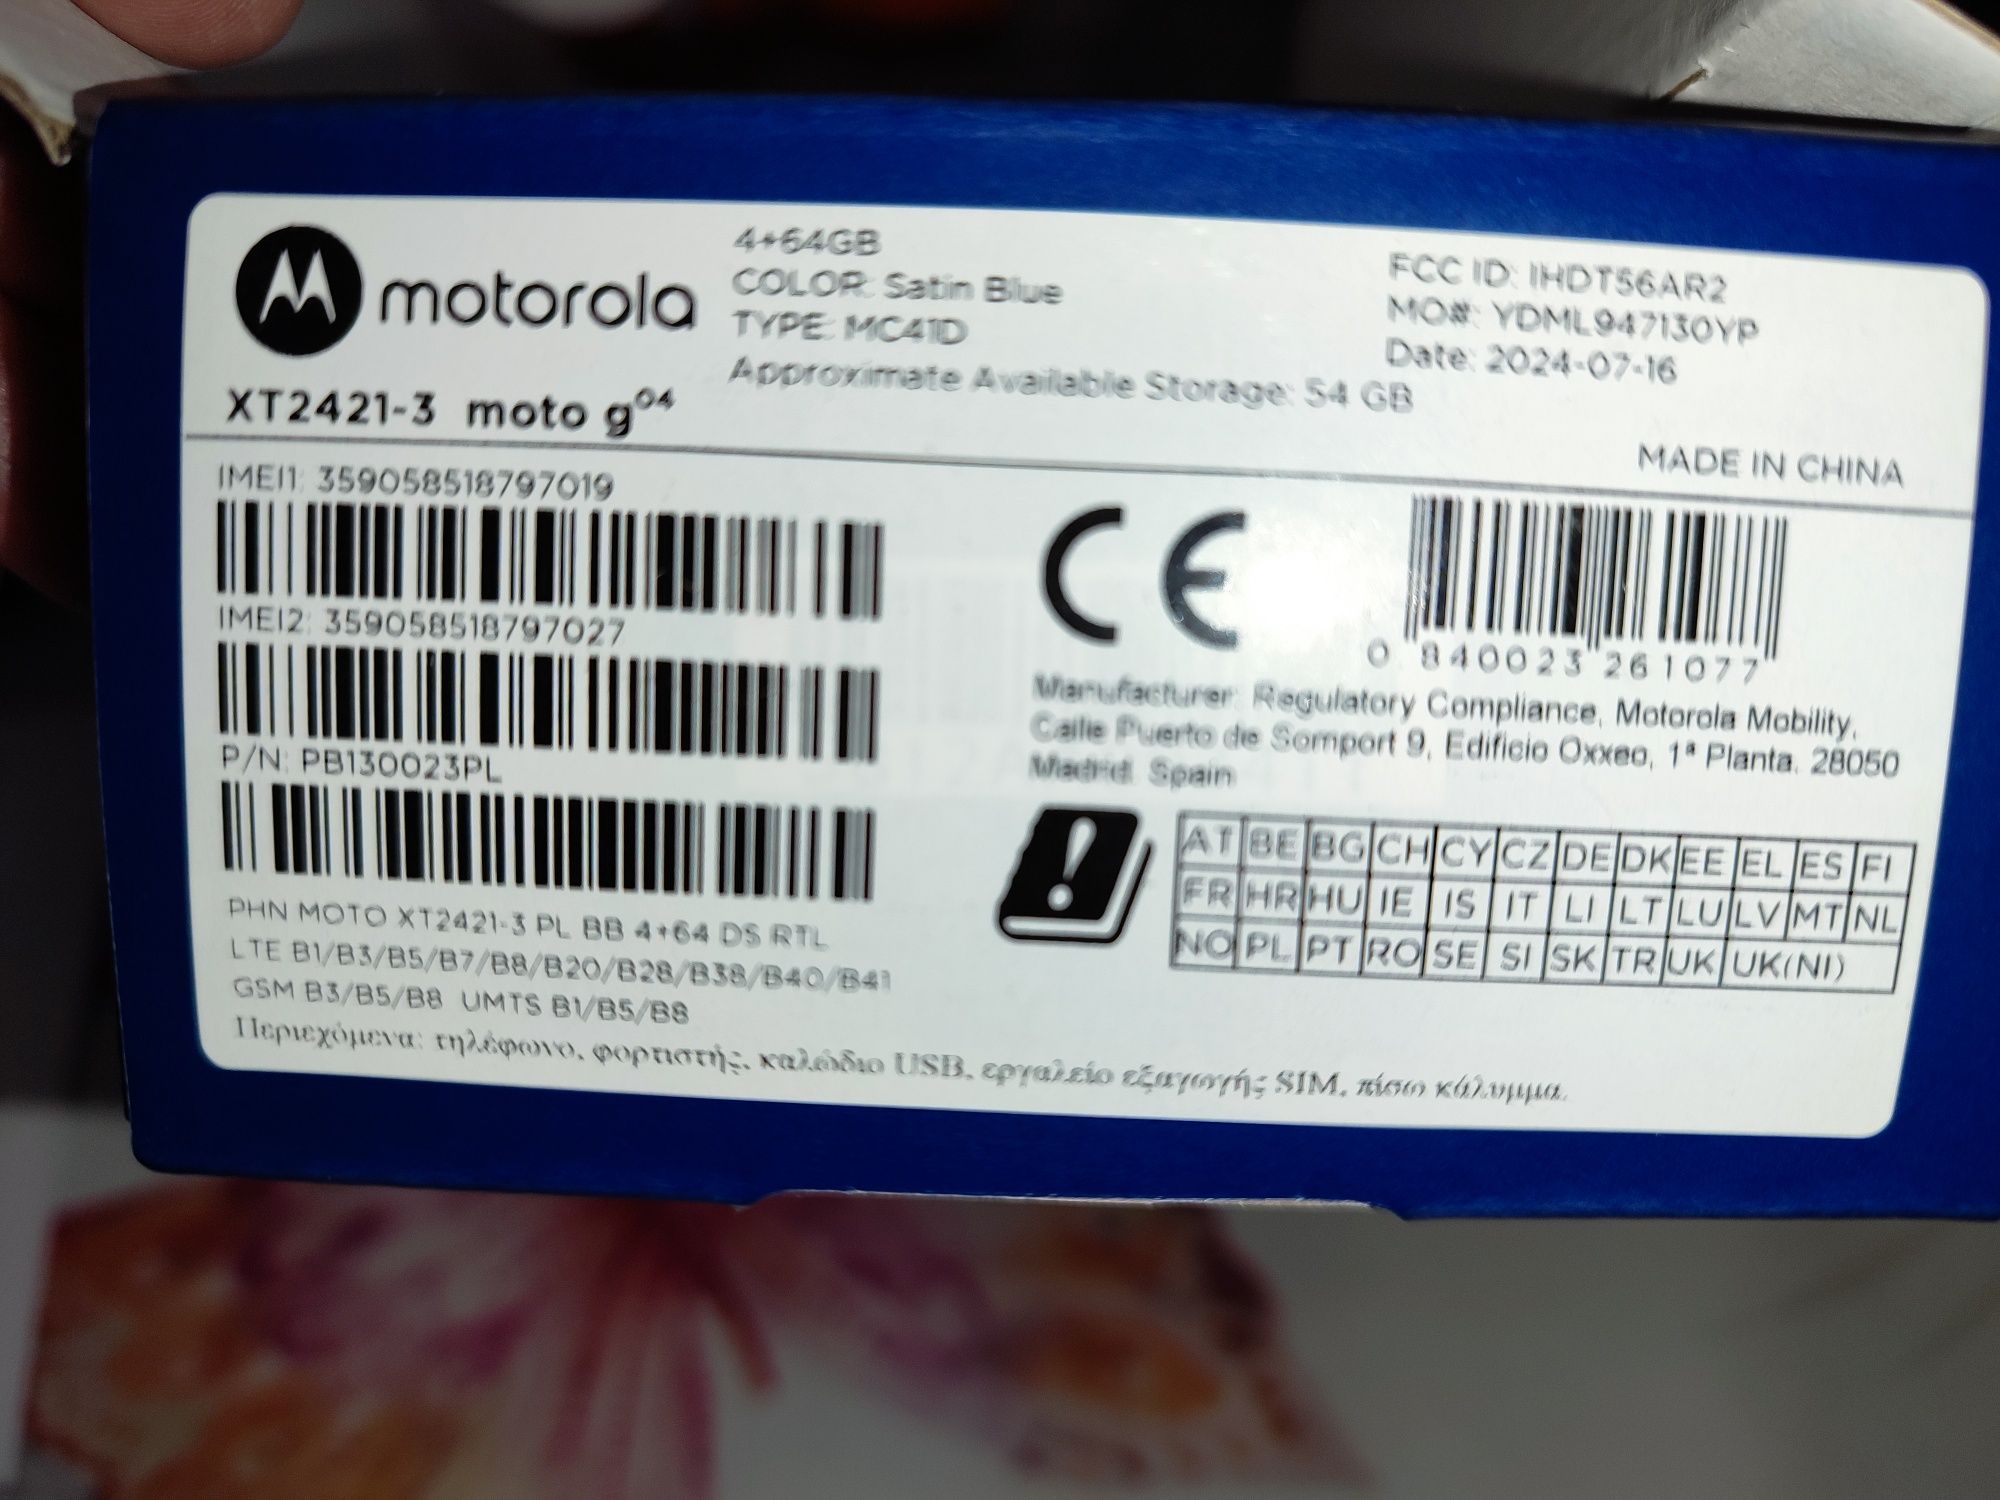 motorola
XT2421-3 moto g04
4+64GB
COLOR: Satin Blue
TYPE: MC41D
Approximate Available Storage: 54 GB
FCC ID: IHDT56AR2
MO#: YDML947130YP
Date: 2024-07-16
MADE IN CHINA
IMEI1: 359058518797019
IMEI2: 359058518797027
P/N: PB130023PL
PHN MOTO XT2421-3 PL BB 4+64 DS RTL
LTE B1/B3/B5/B7/B8/B20/B28/B38/B40/B41
GSM B3/B5/B8 UMTS B1/B5/B8
Περιεχόμενα: τηλέφωνο, φορτιστής, καλώδιο USB, εργαλείο εξαγωγής SIM, πίσω κάλυμμα.
CE
0 840023 261077
Manufacturer: Regulatory Compliance, Motorola Mobility,
Calle Puerto de Somport 9, Edificio Oxxeo, 1ª Planta. 28050
Madrid. Spain
AT BE BG CH CY CZ DE DK EE EL ES FI
FR HR HU IE IS IT LI LT LU LV MT NL
NO PL PT RO SE SI SK TR UK UK(NI)